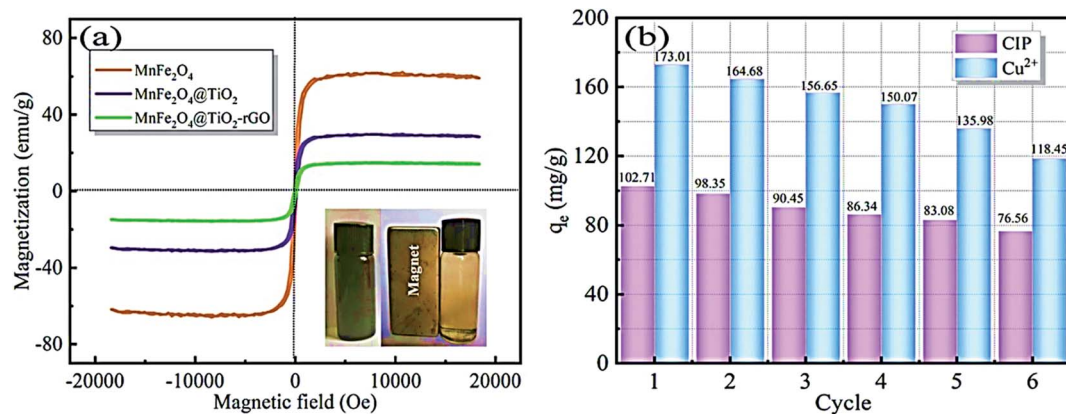 (a)
Magnetization (emu/g)
80
40
0
-40
-80
MnFe₂O₄
MnFe₂O₄@TiO₂
MnFe₂O₄@TiO₂-rGO
Magnet
-20000 -10000 0 10000 20000
Magnetic field (Oe)
(b)
qₑ (mg/g)
200
160
120
80
40
0
CIP
Cu²⁺
173.01
164.68
156.65
150.07
135.98
118.45
102.71
98.35
90.45
86.34
83.08
76.56
1 2 3 4 5 6
Cycle